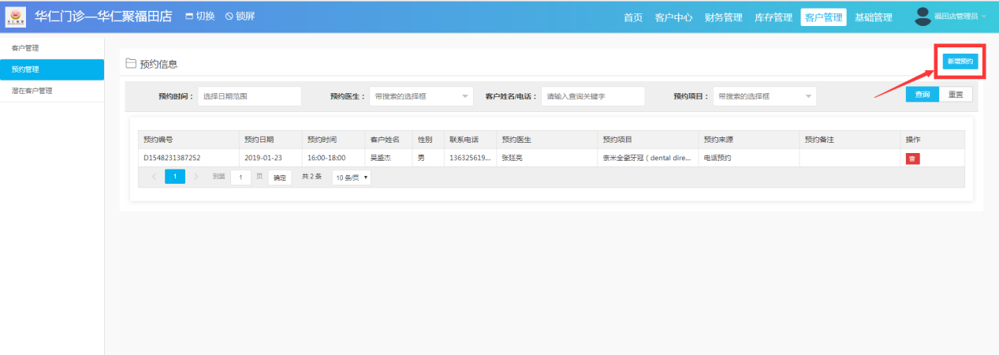 华仁门诊—华仁聚福田店 切换 锁屏 首页 客户中心 财务管理 库存管理 客户管理 基础管理 福田店管理员
客户管理
预约管理
潜在客户管理
预约信息 新增预约
预约时间： 选择日期范围 预约医生： 带搜索的选择框 客户姓名/电话： 请输入查询关键字 预约项目： 带搜索的选择框 查询 重置
预约编号 预约日期 预约时间 客户姓名 性别 联系电话 预约医生 预约项目 预约来源 预约备注 操作
D1548231387252 2019-01-23 16:00-18:00 吴盛杰 男 136325619... 张廷亮 奈米全瓷牙冠 ( dental dire... 电话预约
1 到第 1 页 确定 共 2 条 10 条/页